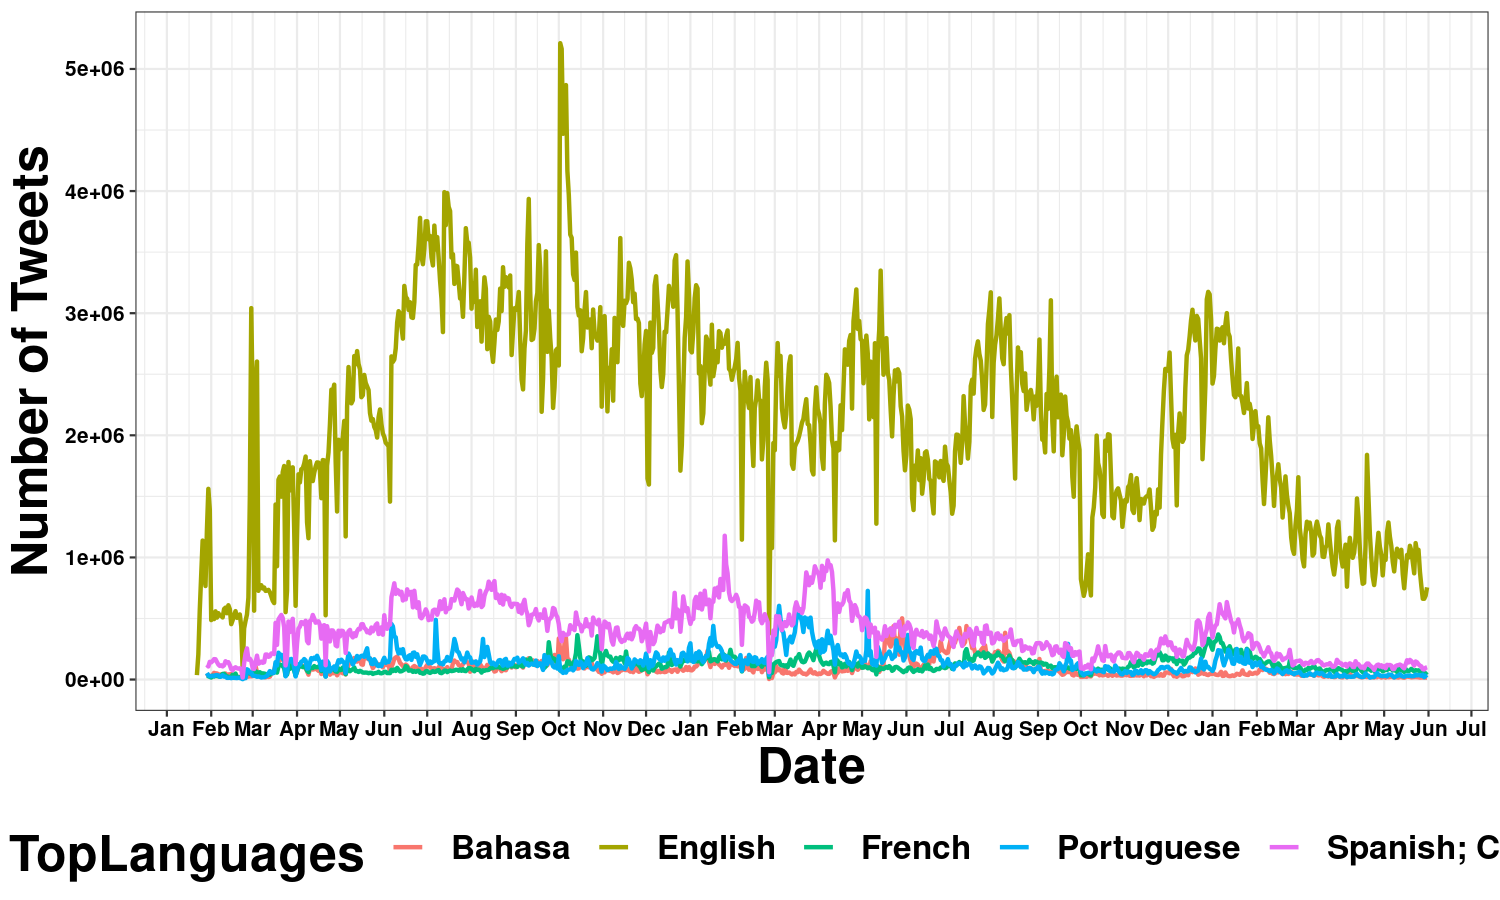 Number of Tweets
5e+06
4e+06
3e+06
2e+06
1e+06
0e+00
Jan Feb Mar Apr May Jun Jul Aug Sep Oct Nov Dec Jan Feb Mar Apr May Jun Jul Aug Sep Oct Nov Dec Jan Feb Mar Apr May Jun Jul
Date
TopLanguages Bahasa English French Portuguese Spanish; C